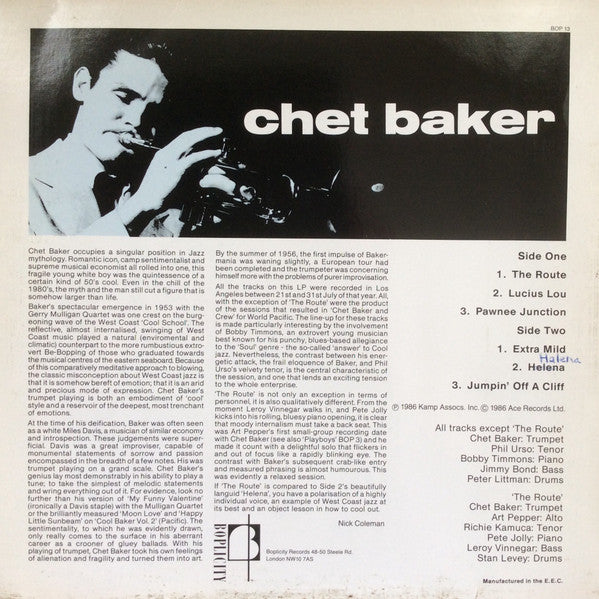 BOP 13
chet baker
Chet Baker occupies a singular position in Jazz
mythology. Romantic icon, camp sentimentalist and
supreme musical economist all rolled into one, this
fragile young white boy was the quintessence of a
certain kind of 50's cool. Even in the chill of the
1980's, the myth and the man still cut a figure that is
somehow larger than life.
Baker's spectacular emergence in 1953 with the
Gerry Mulligan Quartet was one crest on the burg-
eoning wave of the West Coast 'Cool School'. The
reflective, almost internalised, swinging of West
Coast music played a natural (enviromental and
climatic) counterpart to the more rumbustious extro-
vert Be-Bopping of those who graduated towards
the musical centres of the eastern seaboard. Because
of this comparatively meditative approach to blowing,
the classic misconception about West Coast jazz is
that it is somehow bereft of emotion; that it is an arid
and precious mode of expression. Chet Baker's
trumpet playing is both an embodiment of 'cool'
style and a reservoir of the deepest, most trenchant
of emotions.
At the time of his deification, Baker was often seen
as a white Miles Davis, a musician of similar economy
and introspection. These judgements were super-
ficial. Davis was a great improviser, capable of
monumental statements of sorrow and passion
encompassed in the breadth of a few notes. His was
trumpet playing on a grand scale. Chet Baker's
genius lay most demonstrably in his ability to play a
tune; to take the simplest of melodic statements and
wring everything out of it. For evidence, look no
further than his version of 'My Funny Valentine'
(ironically a Davis staple) with the Mulligan Quartet
or the brilliantly measured 'Moon Love' and 'Happy
Little Sunbeam' on 'Cool Baker Vol. 2' (Pacific). The
sentimentality, to which he was evidently drawn,
only really comes to the surface in his aberrant
career as a crooner of gluey ballads. With his
playing of trumpet, Chet Baker took his own feelings
of alienation and fragility and turned them into art.
By the summer of 1956, the first impulse of Baker-
mania was waning slightly, a European tour had
been completed and the trumpeter was concerning
himself more with the problems of purer improvisation.
All the tracks on this LP were recorded in Los
Angeles between 21st and 31st of July that year. All,
with the exception of 'The Route' were the product
of the sessions that resulted in 'Chet Baker and
Crew' for World Pacific. The line-up for these tracks
is made particularly interesting by the involvement
of Bobby Timmons, an extrovert young musician
best known for his punchy, blues-based allegiance
to the 'Soul' genre - the so-called 'answer' to Cool
jazz. Nevertheless, the contrast between his ener-
getic attack, the frail eloquence of Baker, and Phil
Urso's velvety tenor, is the central characteristic of
the session, and one that lends an exciting tension
to the whole enterprise.
'The Route' is not only an exception in terms of
personnel, it is also qualitatively different. From the
moment Leroy Vinnegar walks in, and Pete Jolly
kicks into his rolling, bluesy piano opening, it is clear
that moody internalism must take a back seat. This
was Art Pepper's first small-group recording date
with Chet Baker (see also 'Playboys' BOP 3) and he
made it count with a delightful solo that flickers in
and out of focus like a rapidly blinking eye. The
contrast with Baker's subsequent crab-like entry
and measured phrasing is almost humourous. This
was evidently a relaxed session.
If 'The Route' is compared to Side 2's beautifully
languid 'Helena', you have a polarisation of a highly
individual voice, an example of West Coast jazz at
its best and an object lesson in how to cool out.
Nick Coleman
B
BOPLICITY
Boplicity Records 48-50 Steele Rd.
London NW10 7AS
Side One
1. The Route
2. Lucius Lou
3. Pawnee Junction
Side Two
1. Extra Mild
Halena
2. Helena
3. Jumpin' Off A Cliff
℗ 1986 Kamp Assocs. Inc. © 1986 Ace Records Ltd.
All tracks except 'The Route'
Chet Baker: Trumpet
Phil Urso: Tenor
Bobby Timmons: Piano
Jimmy Bond: Bass
Peter Littman: Drums
'The Route'
Chet Baker: Trumpet
Art Pepper: Alto
Richie Kamuca: Tenor
Pete Jolly: Piano
Leroy Vinnegar: Bass
Stan Levey: Drums
Manufactured in the E.E.C.